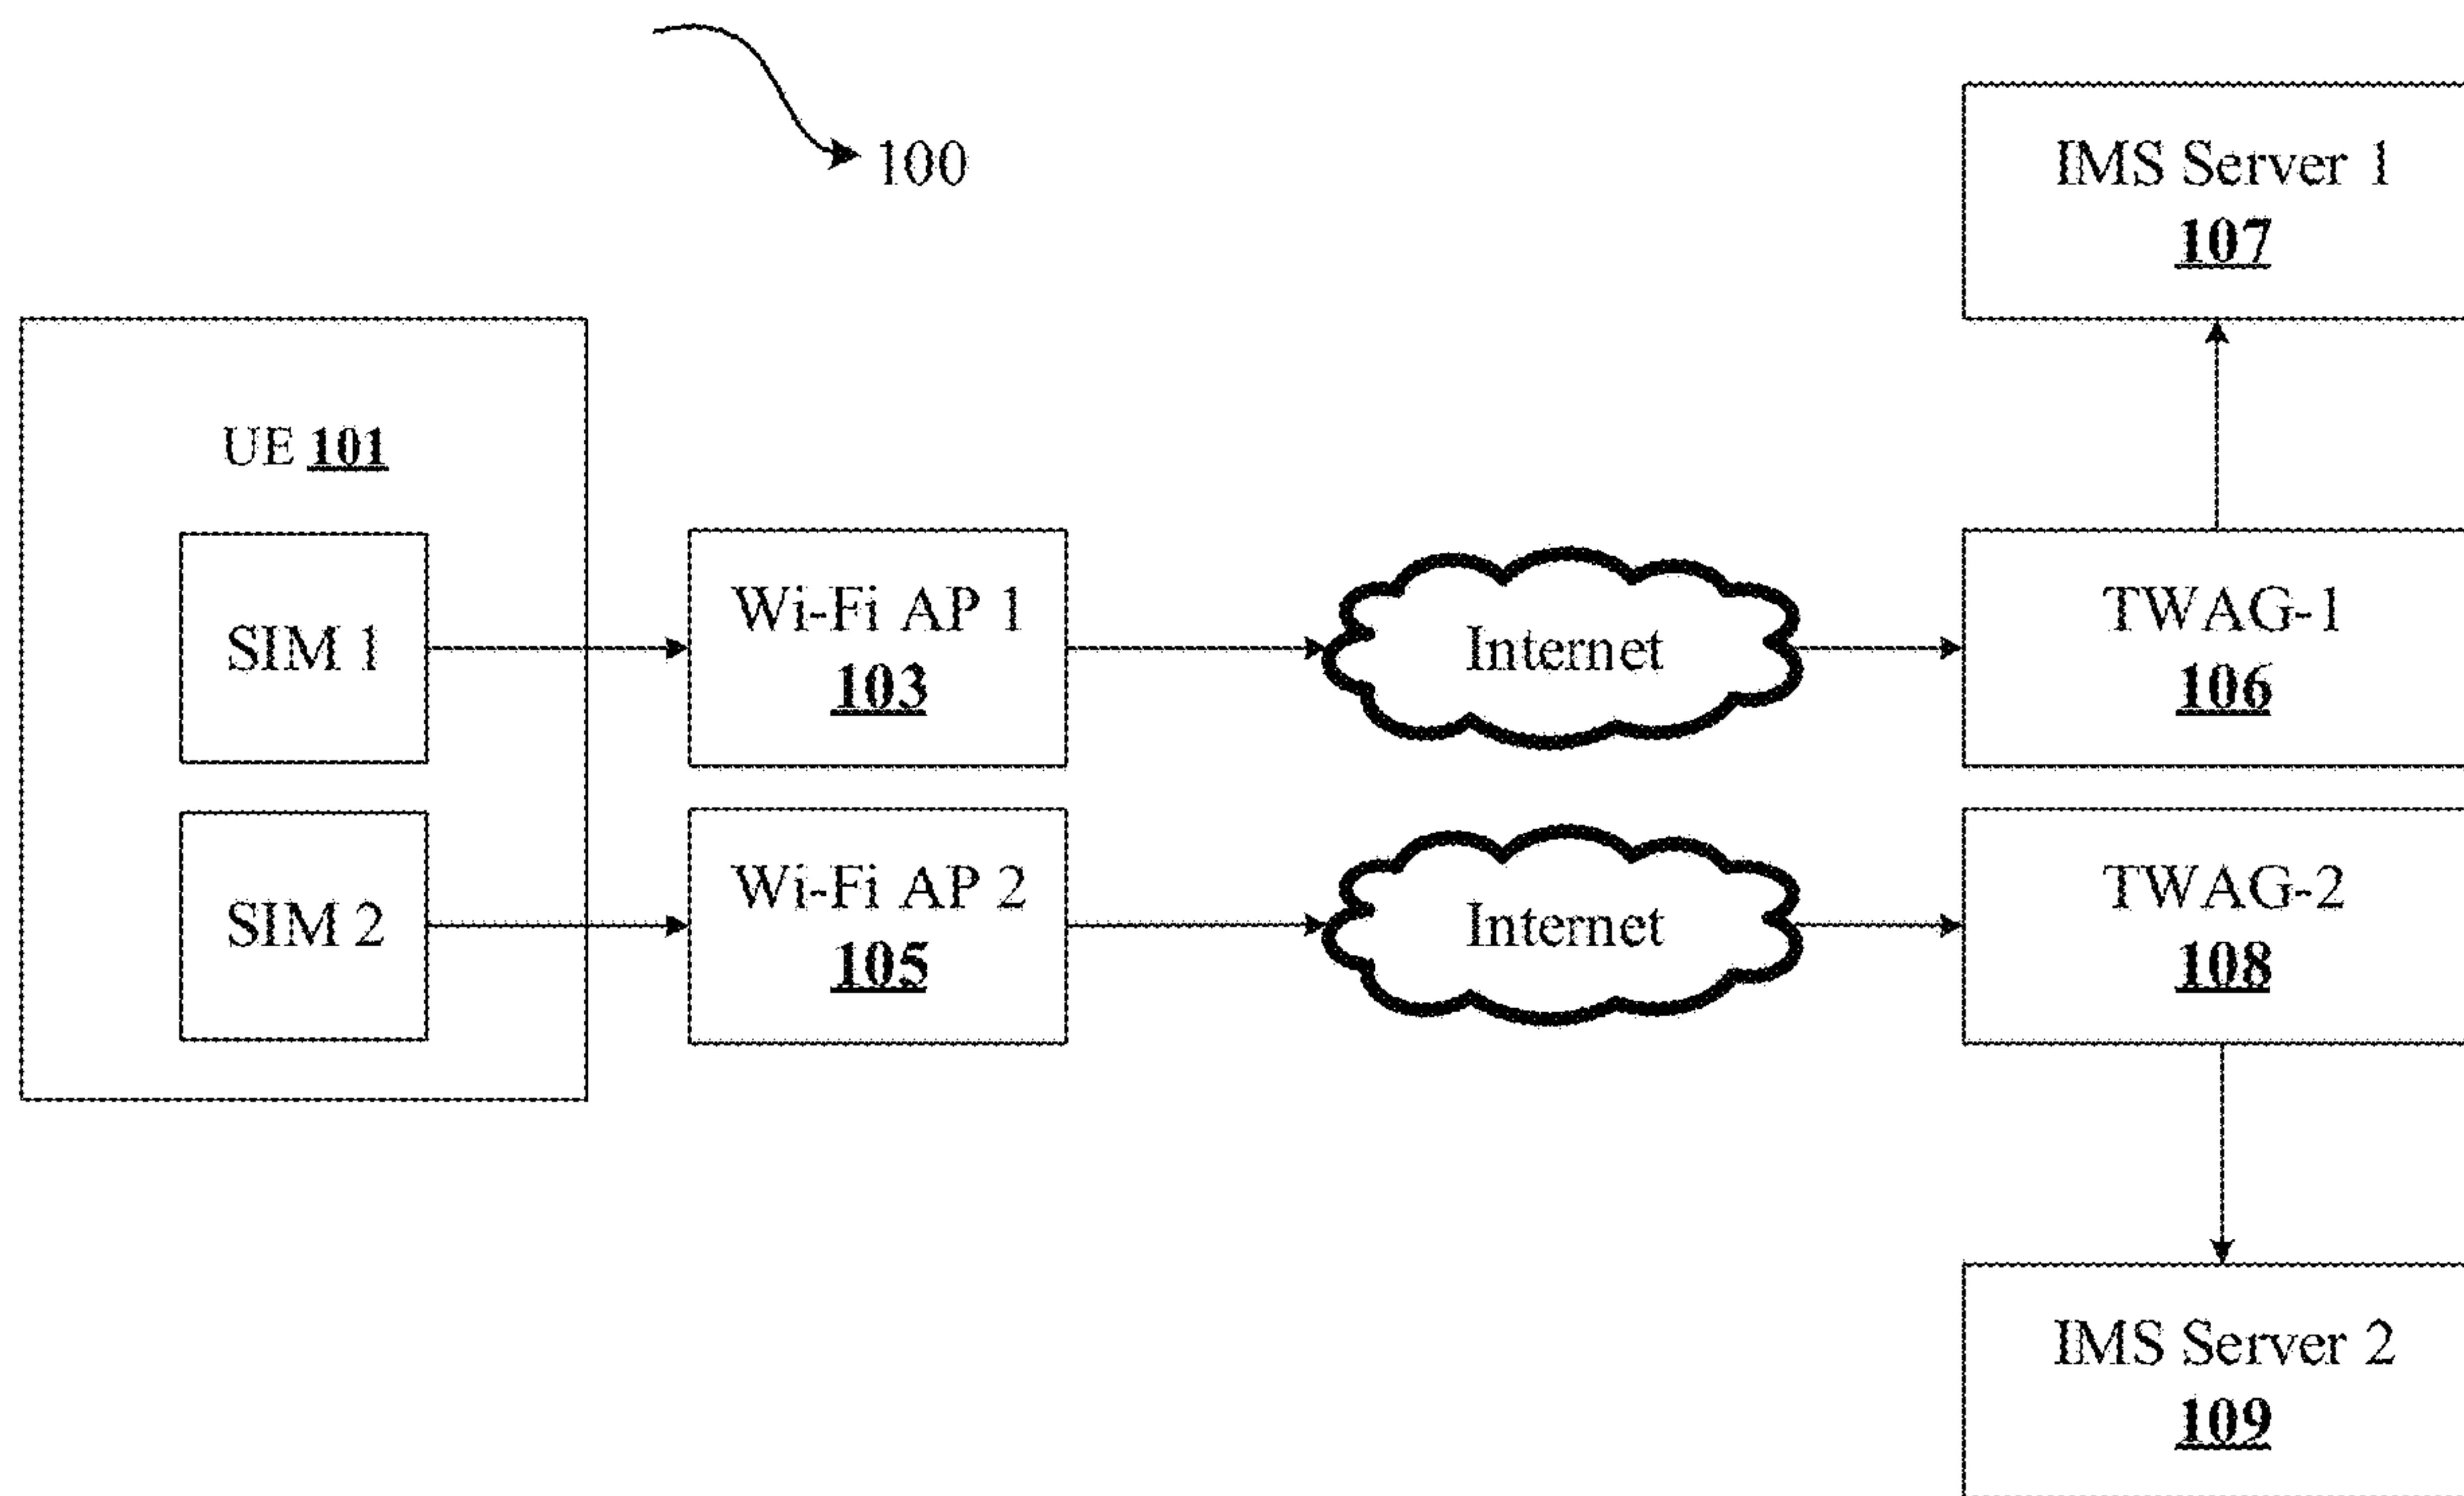 100
IMS Server 1
107
UE 101
SIM 1
Wi-Fi AP 1
103
Internet
TWAG-1
106
SIM 2
Wi-Fi AP 2
105
Internet
TWAG-2
108
IMS Server 2
109